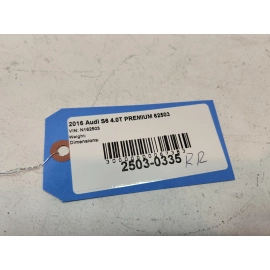 2016 Audi S6 4.0T PREMIUM 62503
VIN: N162503
Weight:
Dimensions:
2503-0335 RR